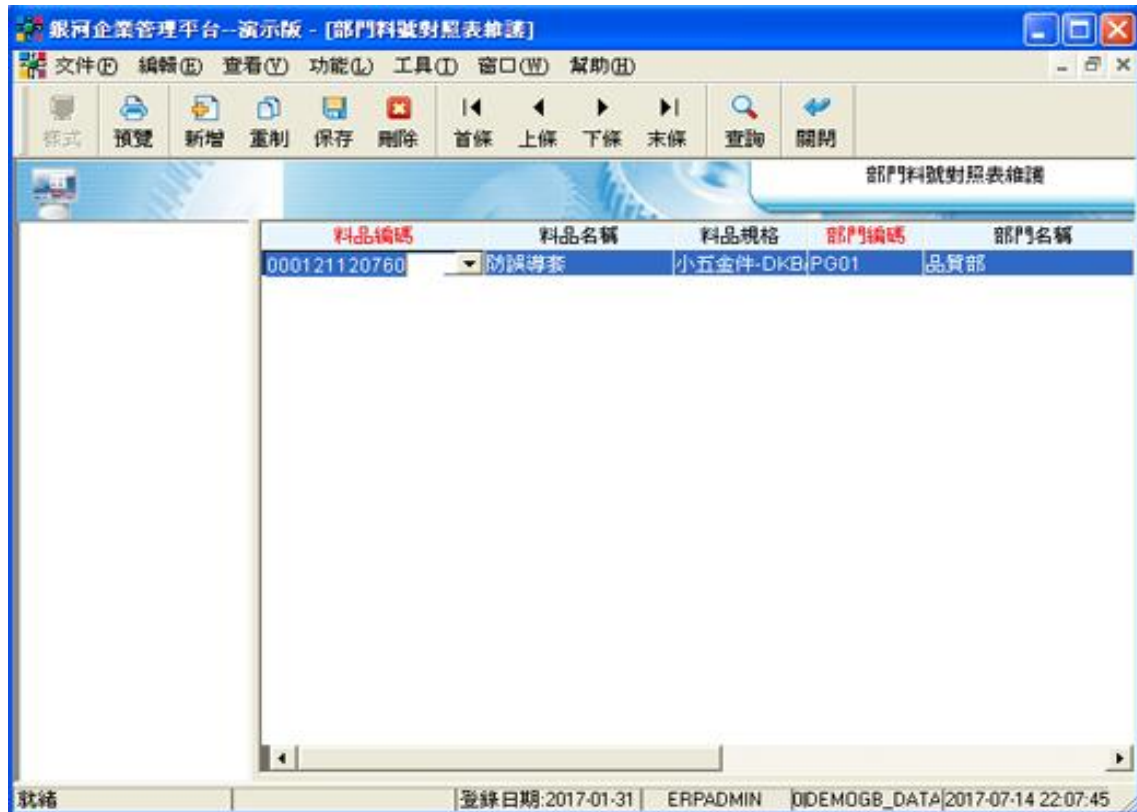 銀河企業管理平台--演示版 - [部門料號對照表維護]
文件(F) 編輯(E) 查看(V) 功能(L) 工具(T) 窗口(W) 幫助(H)
樣式 預覽 新增 重制 保存 刪除 首條 上條 下條 末條 查詢 關閉
部門料號對照表維護
料品編碼 料品名稱 料品規格 部門編碼 部門名稱
000121120760 防誤導套 小五金件-DKB PG01 品質部
就緒 登錄日期:2017-01-31 ERPADMIN DEMOGB_DATA 2017-07-14 22:07:45